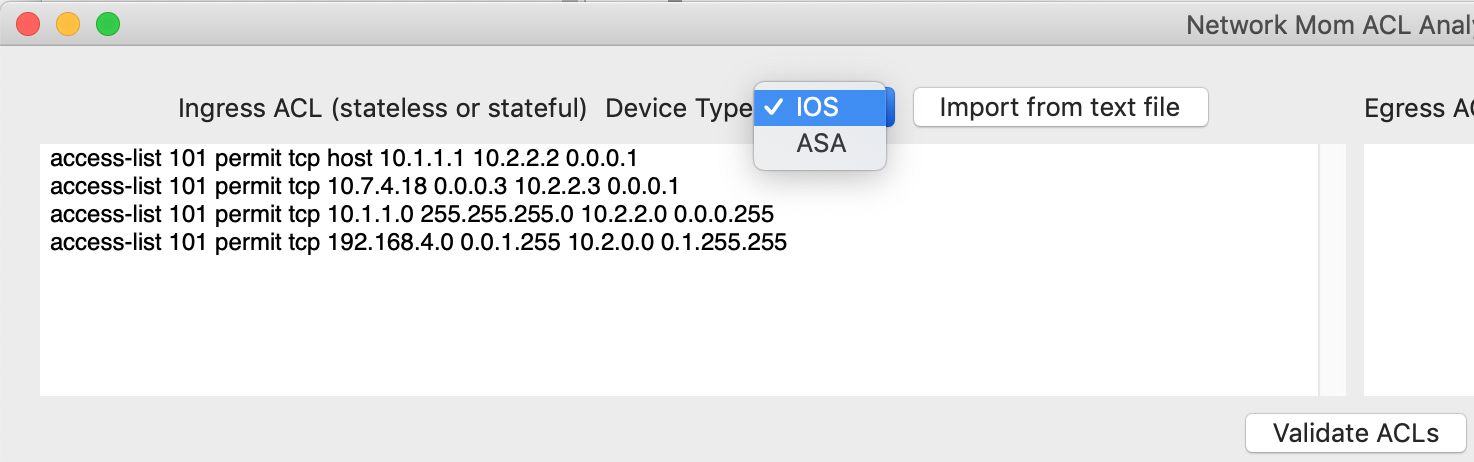 Network Mom ACL Analy
Ingress ACL (stateless or stateful) Device Type ✓ IOS Import from text file Egress AC
ASA
access-list 101 permit tcp host 10.1.1.1 10.2.2.2 0.0.0.1
access-list 101 permit tcp 10.7.4.18 0.0.0.3 10.2.2.3 0.0.0.1
access-list 101 permit tcp 10.1.1.0 255.255.255.0 10.2.2.0 0.0.0.255
access-list 101 permit tcp 192.168.4.0 0.0.1.255 10.2.0.0 0.1.255.255
Validate ACLs